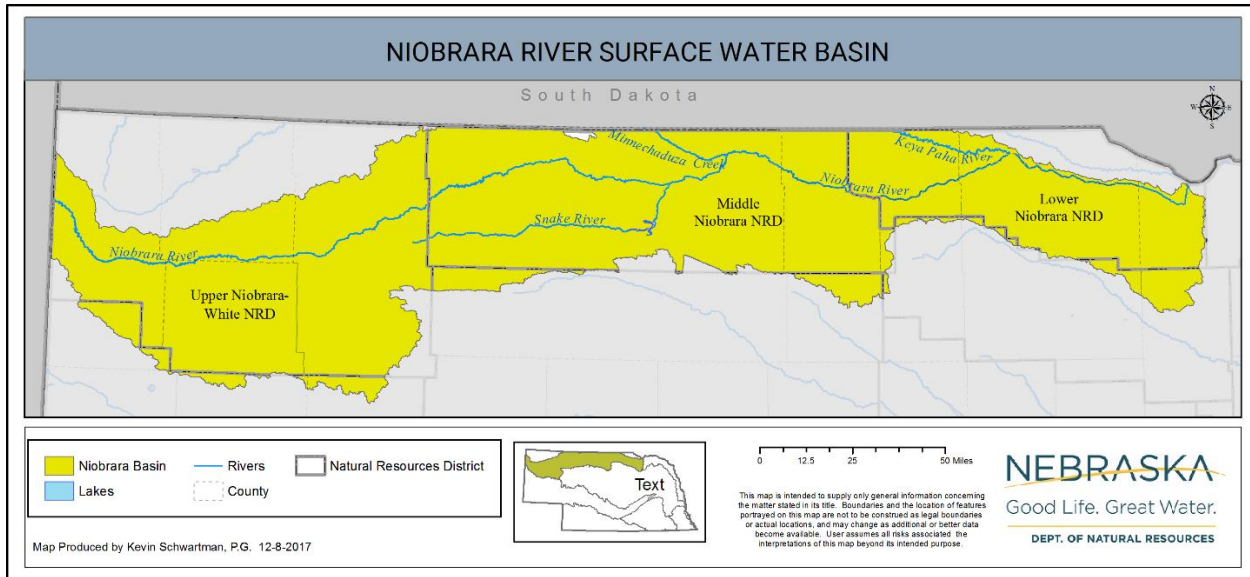 NIOBRARA RIVER SURFACE WATER BASIN
South Dakota
N
W E
S
Minnechaduza
Creek
Keya Paha River
Niobrara River
Middle
Niobrara NRD
Lower
Niobrara NRD
Snake River
Niobrara River
Upper Niobrara-
White NRD
Niobrara Basin
Rivers
Natural Resources District
Lakes
County
Map Produced by Kevin Schwartman, P.G. 12-8-2017
Text
0 12.5 25 50 Miles
This map is intended to supply only general information concerning
the matter stated in its title. Boundaries and the location of features
portrayed on this map are not to be construed as legal boundaries
or actual locations, and may change as additional or better data
become available. User assumes all risks associated the
interpretations of this map beyond its intended purpose.
NEBRASKA
Good Life. Great Water.
DEPT. OF NATURAL RESOURCES